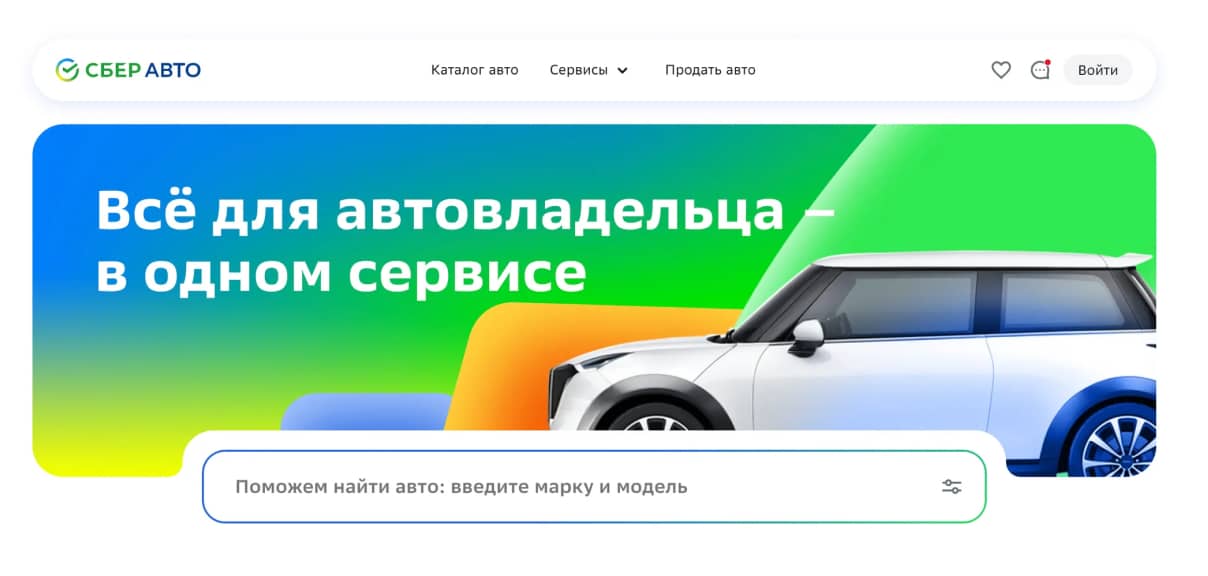 СБЕР АВТО
Каталог авто
Сервисы
Продать авто
Войти
Всё для автовладельца –
в одном сервисе
Поможем найти авто: введите марку и модель